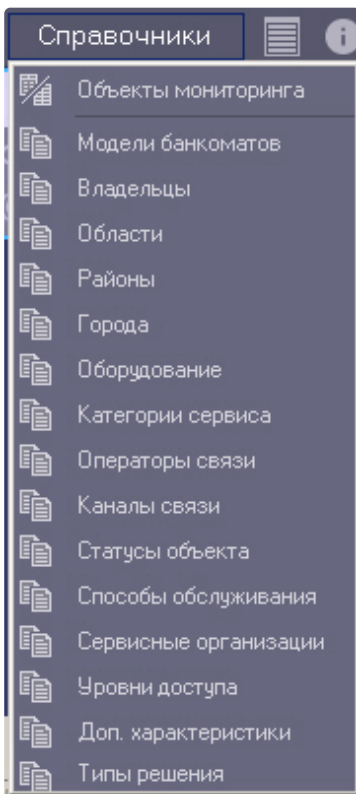 Справочники
Объекты мониторинга
Модели банкоматов
Владельцы
Области
Районы
Города
Оборудование
Категории сервиса
Операторы связи
Каналы связи
Статусы объекта
Способы обслуживания
Сервисные организации
Уровни доступа
Доп. характеристики
Типы решения